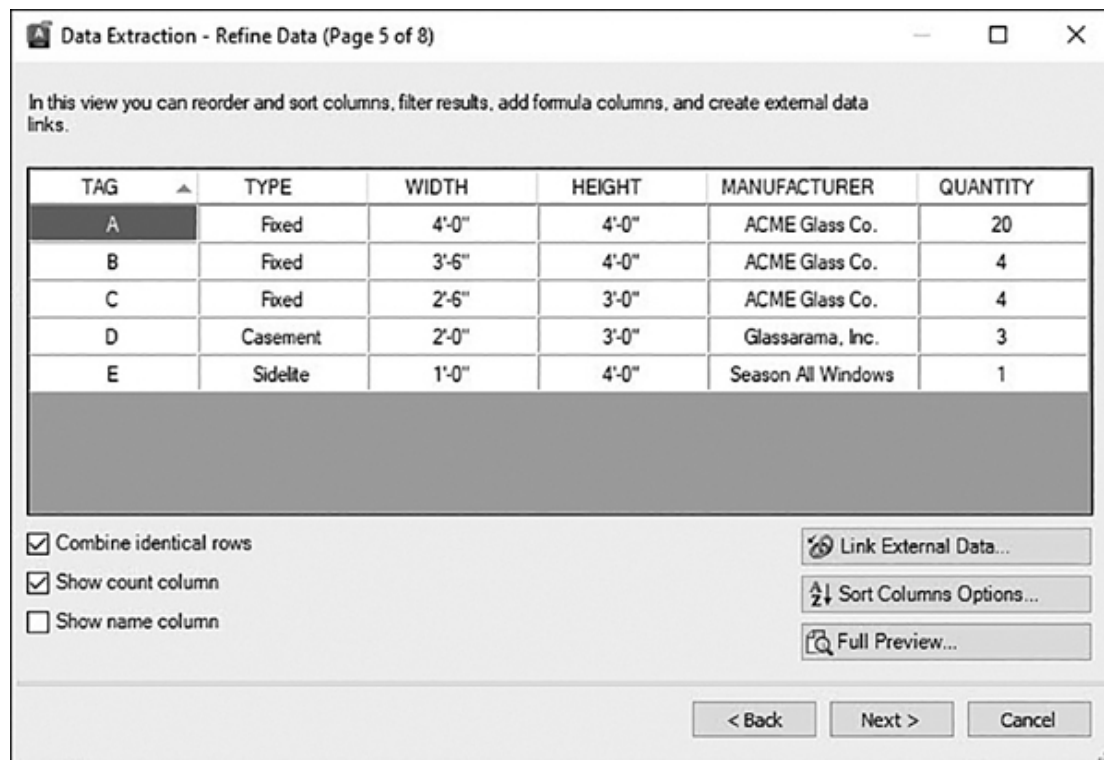 Data Extraction - Refine Data (Page 5 of 8)
In this view you can reorder and sort columns, filter results, add formula columns, and create external data
links.
TAG TYPE WIDTH HEIGHT MANUFACTURER QUANTITY
A Fixed 4'-0" 4'-0" ACME Glass Co. 20
B Fixed 3'-6" 4'-0" ACME Glass Co. 4
C Fixed 2'-6" 3'-0" ACME Glass Co. 4
D Casement 2'-0" 3'-0" Glassarama, Inc. 3
E Sidelite 1'-0" 4'-0" Season All Windows 1
Combine identical rows
Show count column
Show name column
Link External Data...
Sort Columns Options...
Full Preview...
< Back Next > Cancel